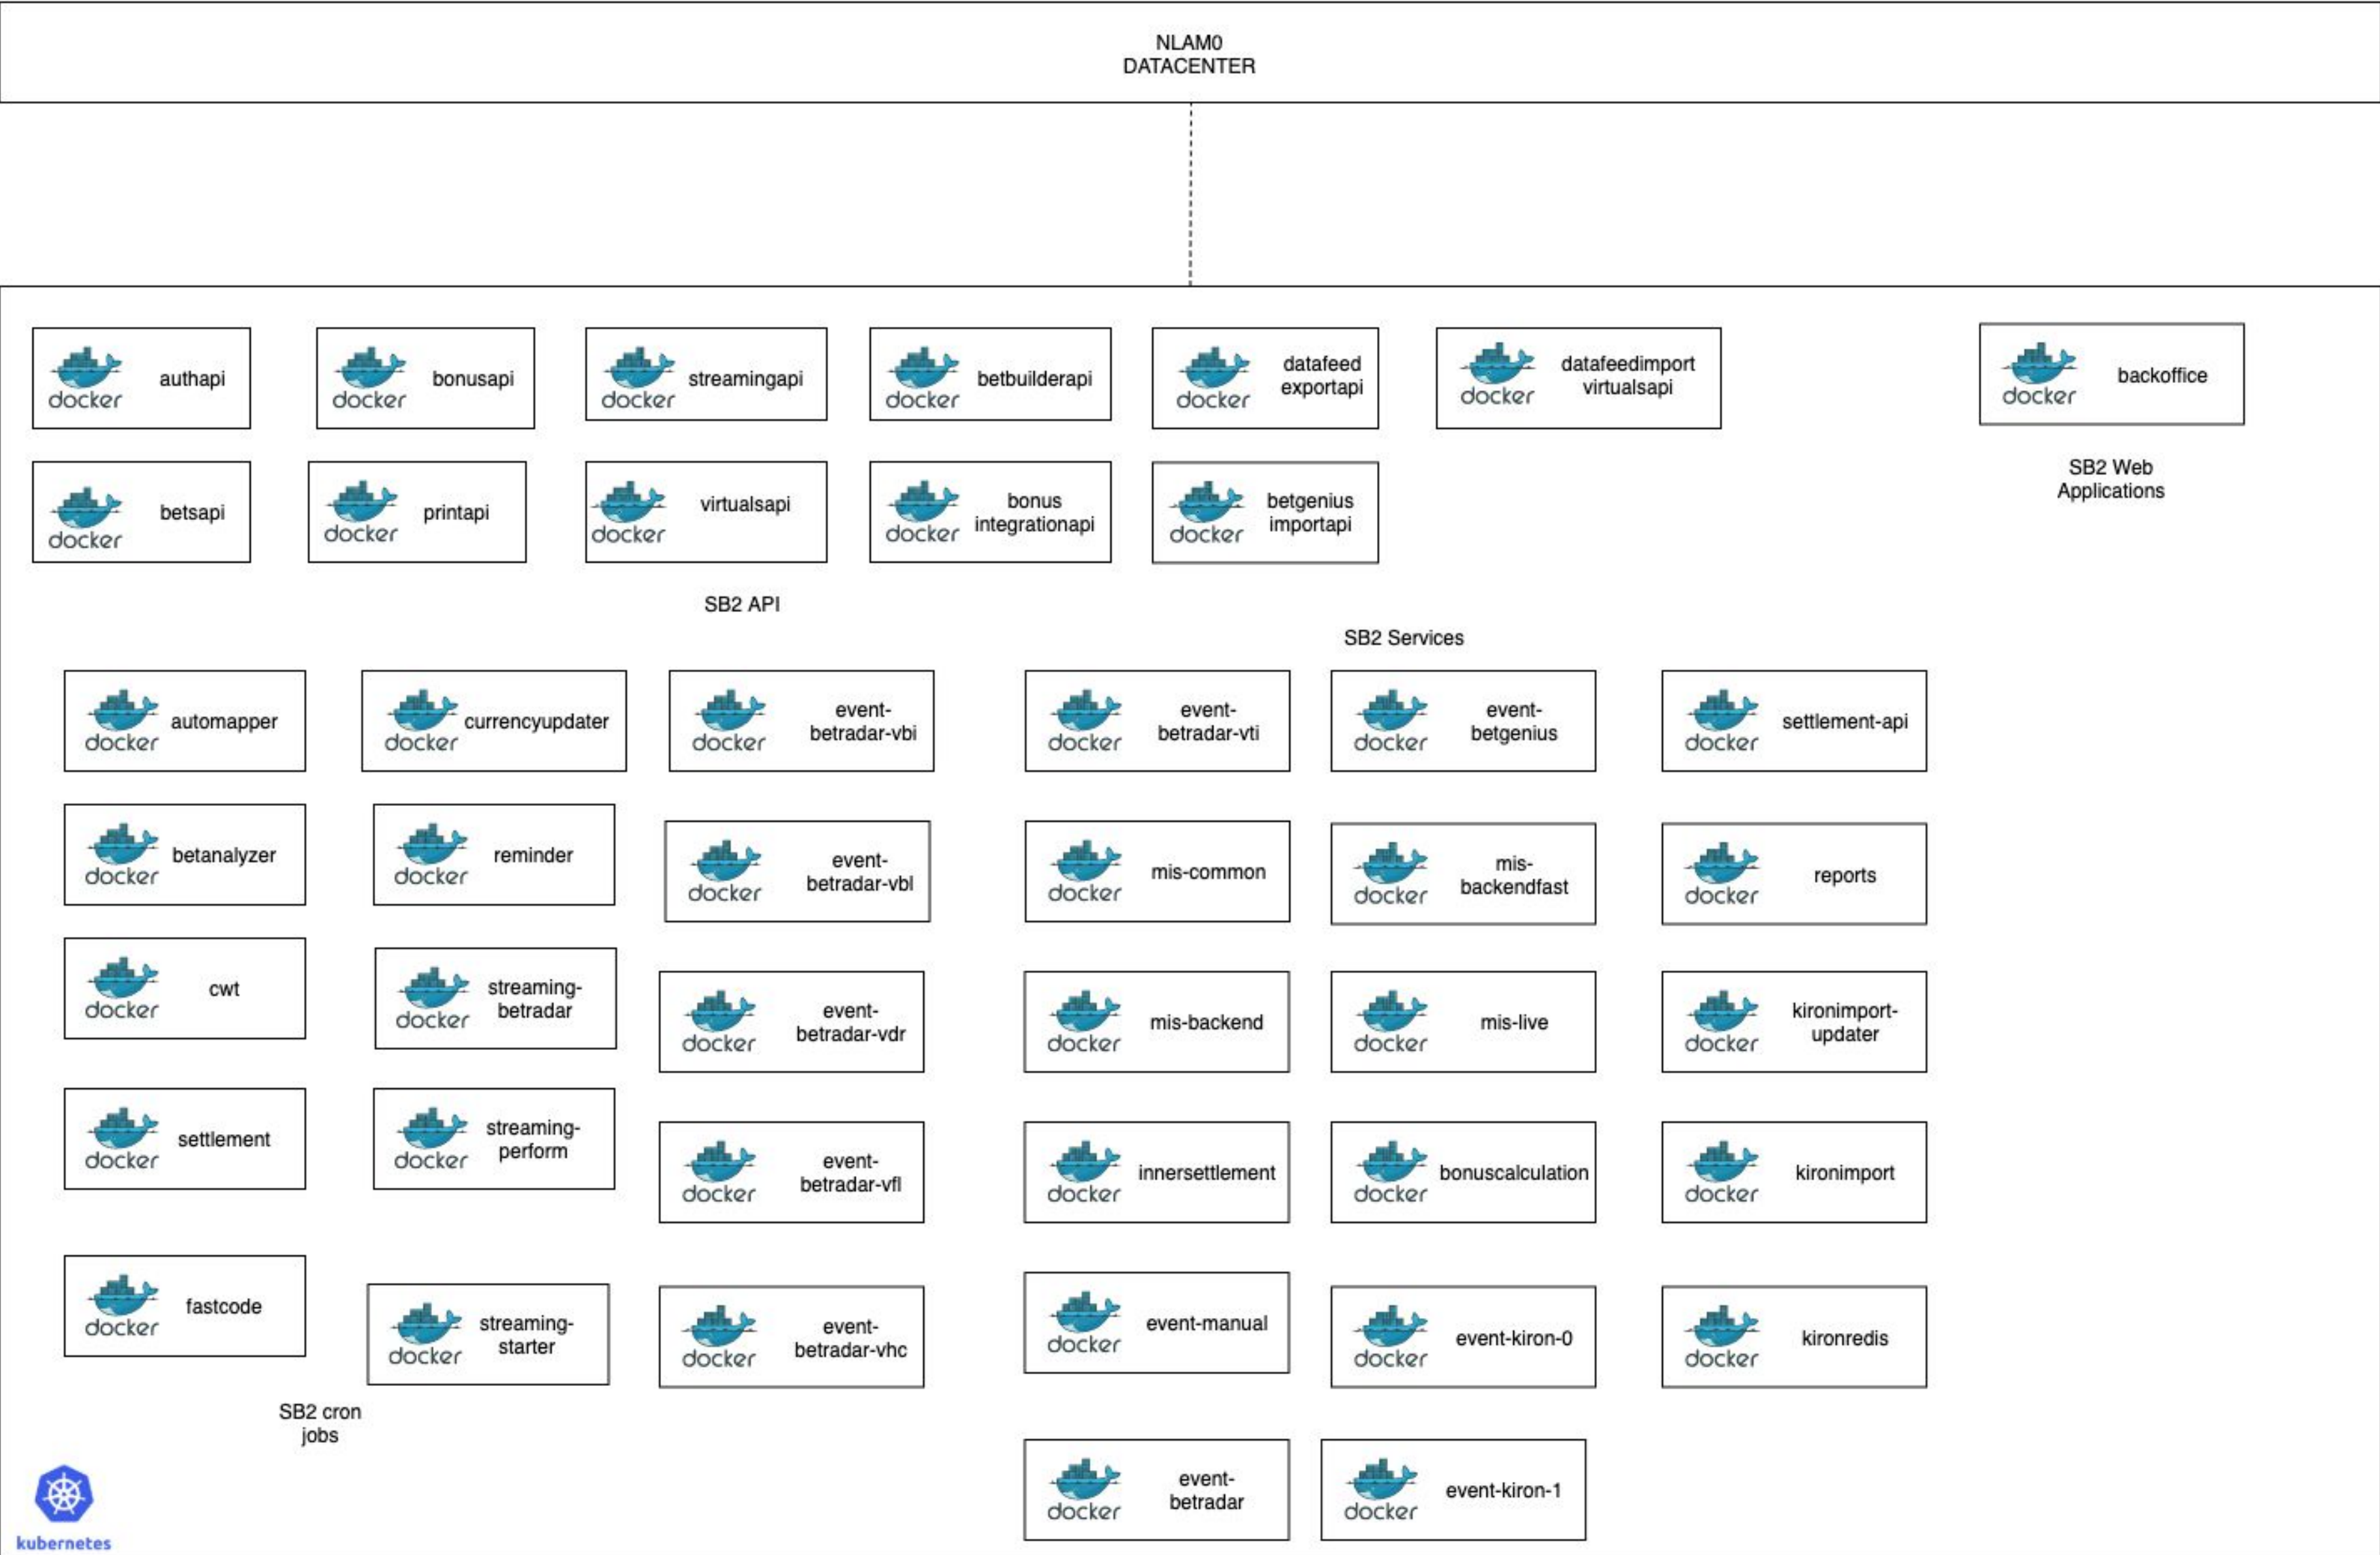 NLAM0
DATACENTER
docker
authapi
docker
bonusapi
docker
streamingapi
docker
betbuilderapi
docker
datafeed
exportapi
docker
datafeedimport
virtualsapi
docker
backoffice
SB2 Web
Applications
docker
betsapi
docker
printapi
docker
virtualsapi
docker
bonus
integrationapi
docker
betgenius
importapi
SB2 API
SB2 Services
docker
automapper
docker
currencyupdater
docker
event-
betradar-vbi
docker
event-
betradar-vti
docker
event-
betgenius
docker
settlement-api
docker
betanalyzer
docker
reminder
docker
event-
betradar-vbl
docker
mis-common
docker
mis-
backendfast
docker
reports
docker
cwt
docker
streaming-
betradar
docker
event-
betradar-vdr
docker
mis-backend
docker
mis-live
docker
kironimport-
updater
docker
settlement
docker
streaming-
perform
docker
event-
betradar-vfl
docker
innersettlement
docker
bonuscalculation
docker
kironimport
docker
fastcode
docker
streaming-
starter
docker
event-
betradar-vhc
docker
event-manual
docker
event-kiron-0
docker
kironredis
SB2 cron
jobs
docker
event-
betradar
docker
event-kiron-1
kubernetes